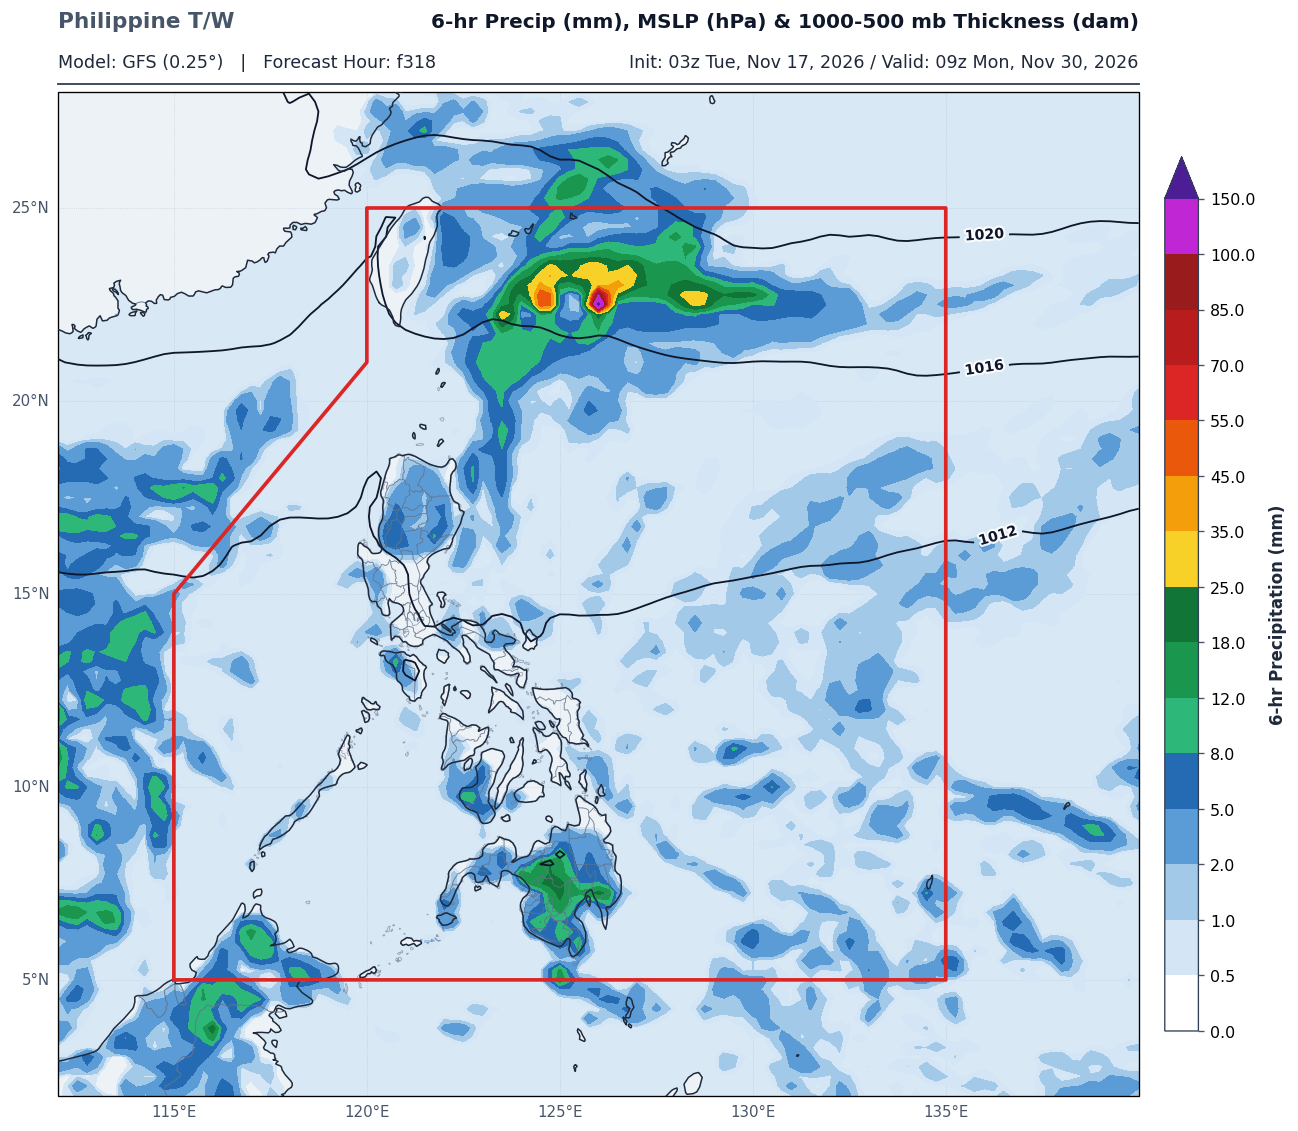 Philippine T/W
6-hr Precip (mm), MSLP (hPa) & 1000-500 mb Thickness (dam)
Model: GFS (0.25°) | Forecast Hour: f318
Init: 03z Tue, Nov 17, 2026 / Valid: 09z Mon, Nov 30, 2026
25°N
20°N
15°N
10°N
5°N
115°E
120°E
125°E
130°E
135°E
1020
1016
1012
150.0
100.0
85.0
70.0
55.0
45.0
35.0
25.0
18.0
12.0
8.0
5.0
2.0
1.0
0.5
0.0
6-hr Precipitation (mm)